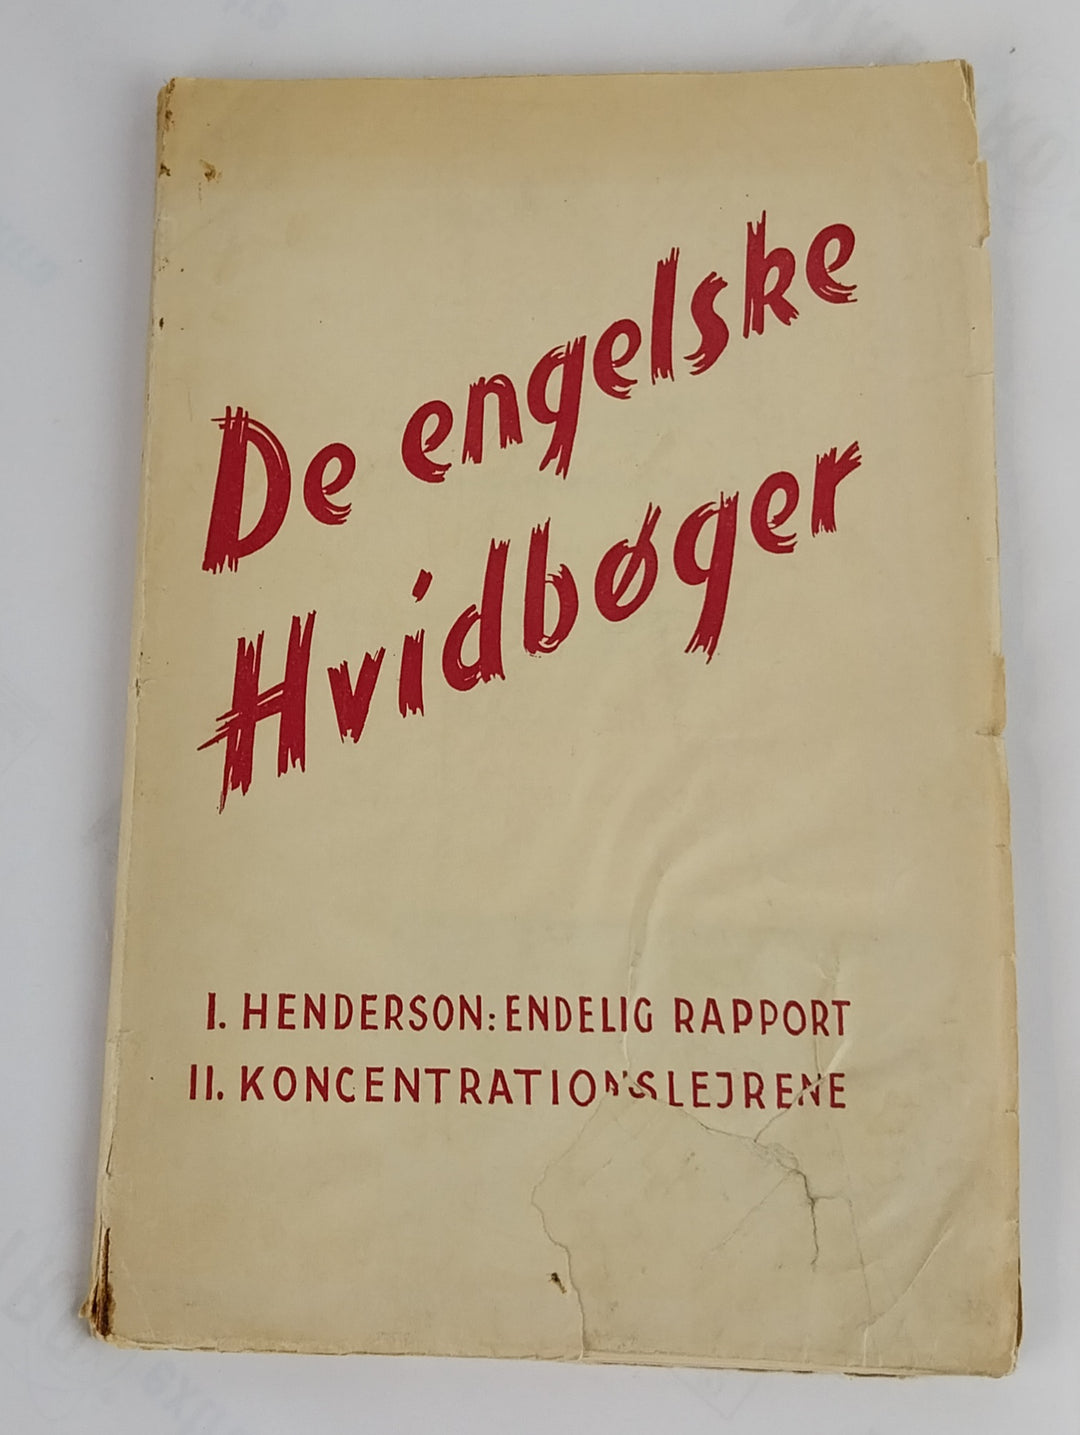 De engelske
Hvidbøger
I. HENDERSON: ENDELIG RAPPORT
II. KONCENTRATIONSLEJRENE